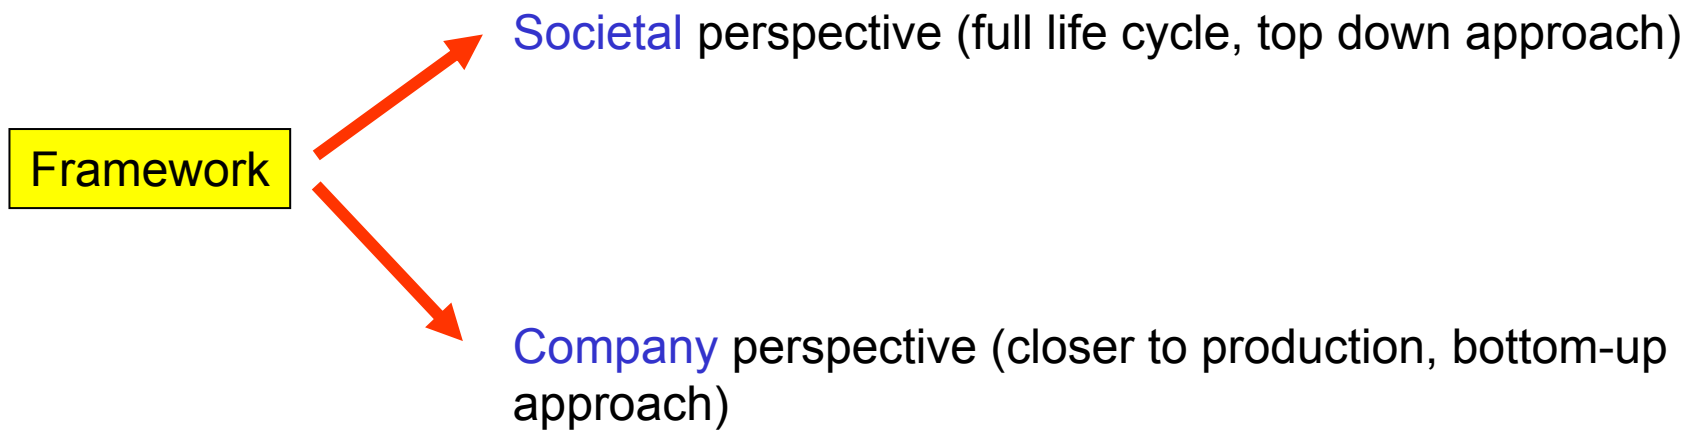 Societal perspective (full life cycle, top down approach)
Framework
Company perspective (closer to production, bottom-up
approach)